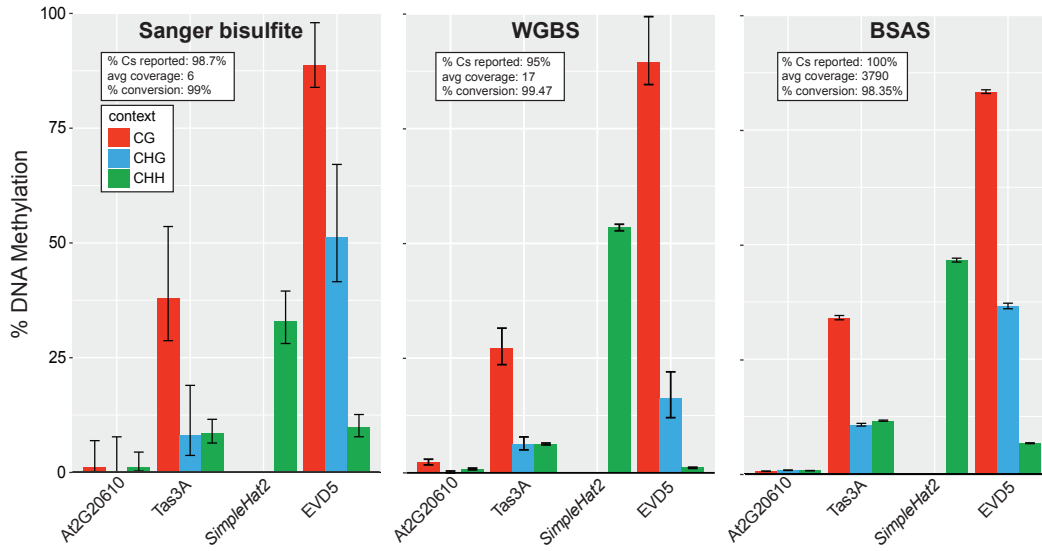 % DNA Methylation
100
75
50
25
0
Sanger bisulfite
% Cs reported: 98.7%
avg coverage: 6
% conversion: 99%
context
CG
CHG
CHH
At2G20610
Tas3A
SimpleHat2
EVD5
WGBS
% Cs reported: 95%
avg coverage: 17
% conversion: 99.47
At2G20610
Tas3A
SimpleHat2
EVD5
BSAS
% Cs reported: 100%
avg coverage: 3790
% conversion: 98.35%
At2G20610
Tas3A
SimpleHat2
EVD5